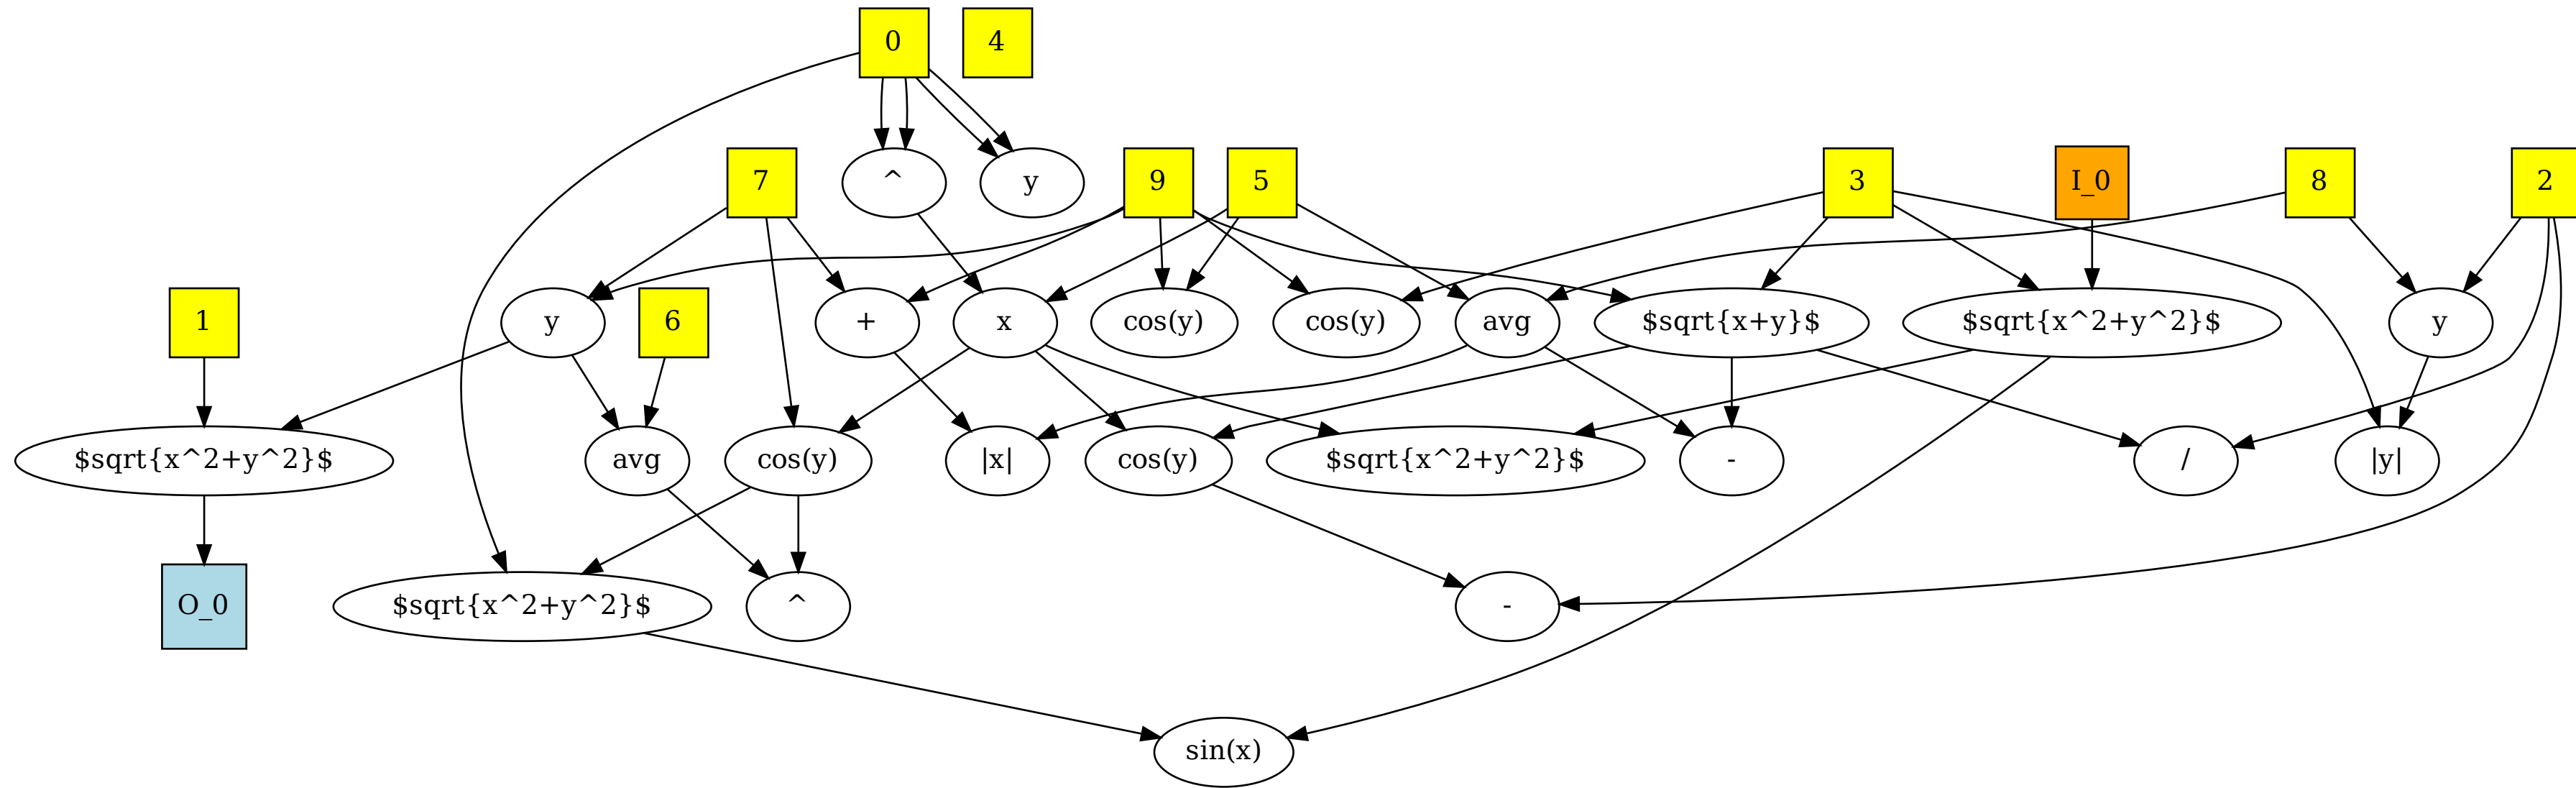 0
4
7
^
y
9
5
3
I_0
8
2
1
y
6
+
x
cos(y)
cos(y)
avg
$sqrt{x+y}$
$sqrt{x^2+y^2}$
y
$sqrt{x^2+y^2}$
avg
cos(y)
|x|
cos(y)
$sqrt{x^2+y^2}$
-
/
|y|
O_0
$sqrt{x^2+y^2}$
^
-
sin(x)